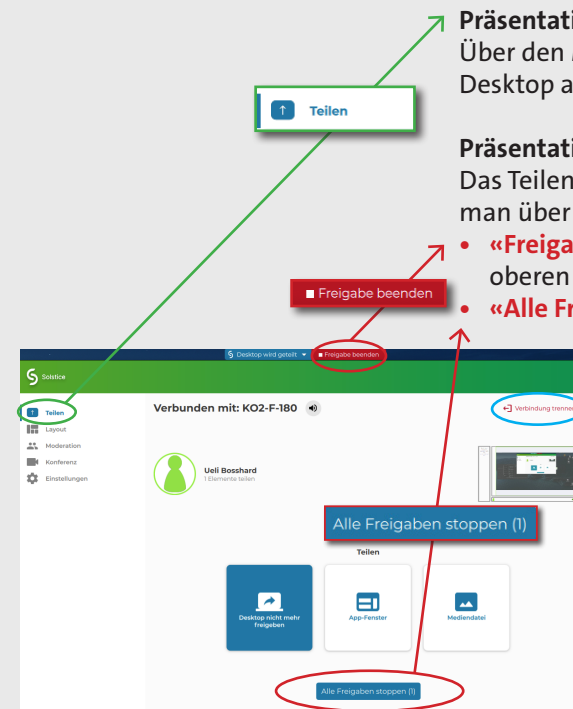 Präsentati
Über den
Desktop a
Teilen
Präsentati
Das Teilen
man über
• «Freiga
oberen
• «Alle Fr
Freigabe beenden
Desktop wird geteilt
Freigabe beenden
Solstice
Teilen
Layout
Moderation
Konferenz
Einstellungen
Verbunden mit: KO2-F-180
Verbindung trennen
Ueli Bosshard
1 Elemente teilen
Alle Freigaben stoppen (1)
Teilen
Desktop nicht mehr
freigeben
App-Fenster
Mediendatei
Alle Freigaben stoppen (1)